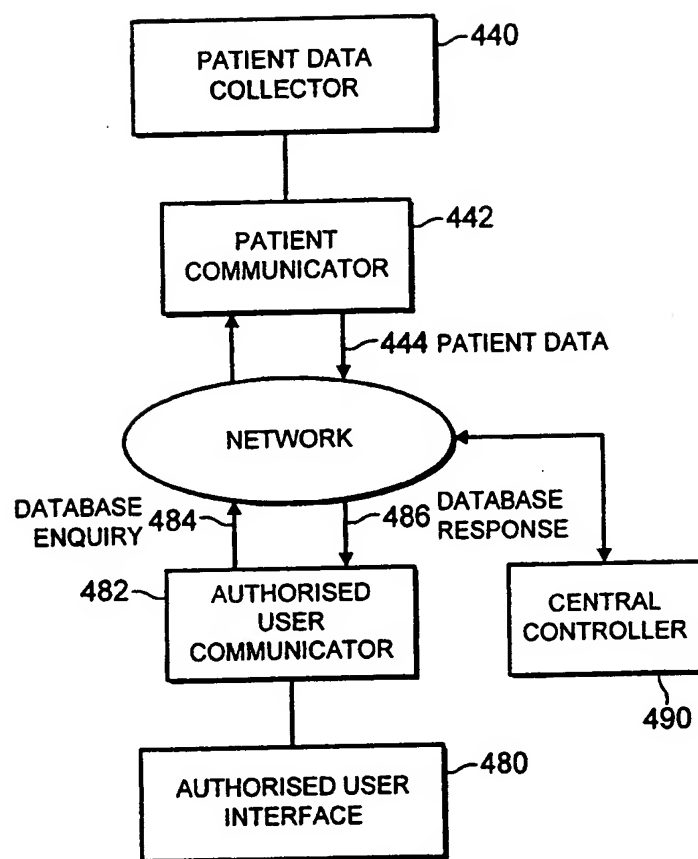 PATIENT DATA
COLLECTOR
440
PATIENT
COMMUNICATOR
442
444 PATIENT DATA
NETWORK
DATABASE
ENQUIRY
484
486
DATABASE
RESPONSE
482
AUTHORISED
USER
COMMUNICATOR
CENTRAL
CONTROLLER
490
AUTHORISED USER
INTERFACE
480